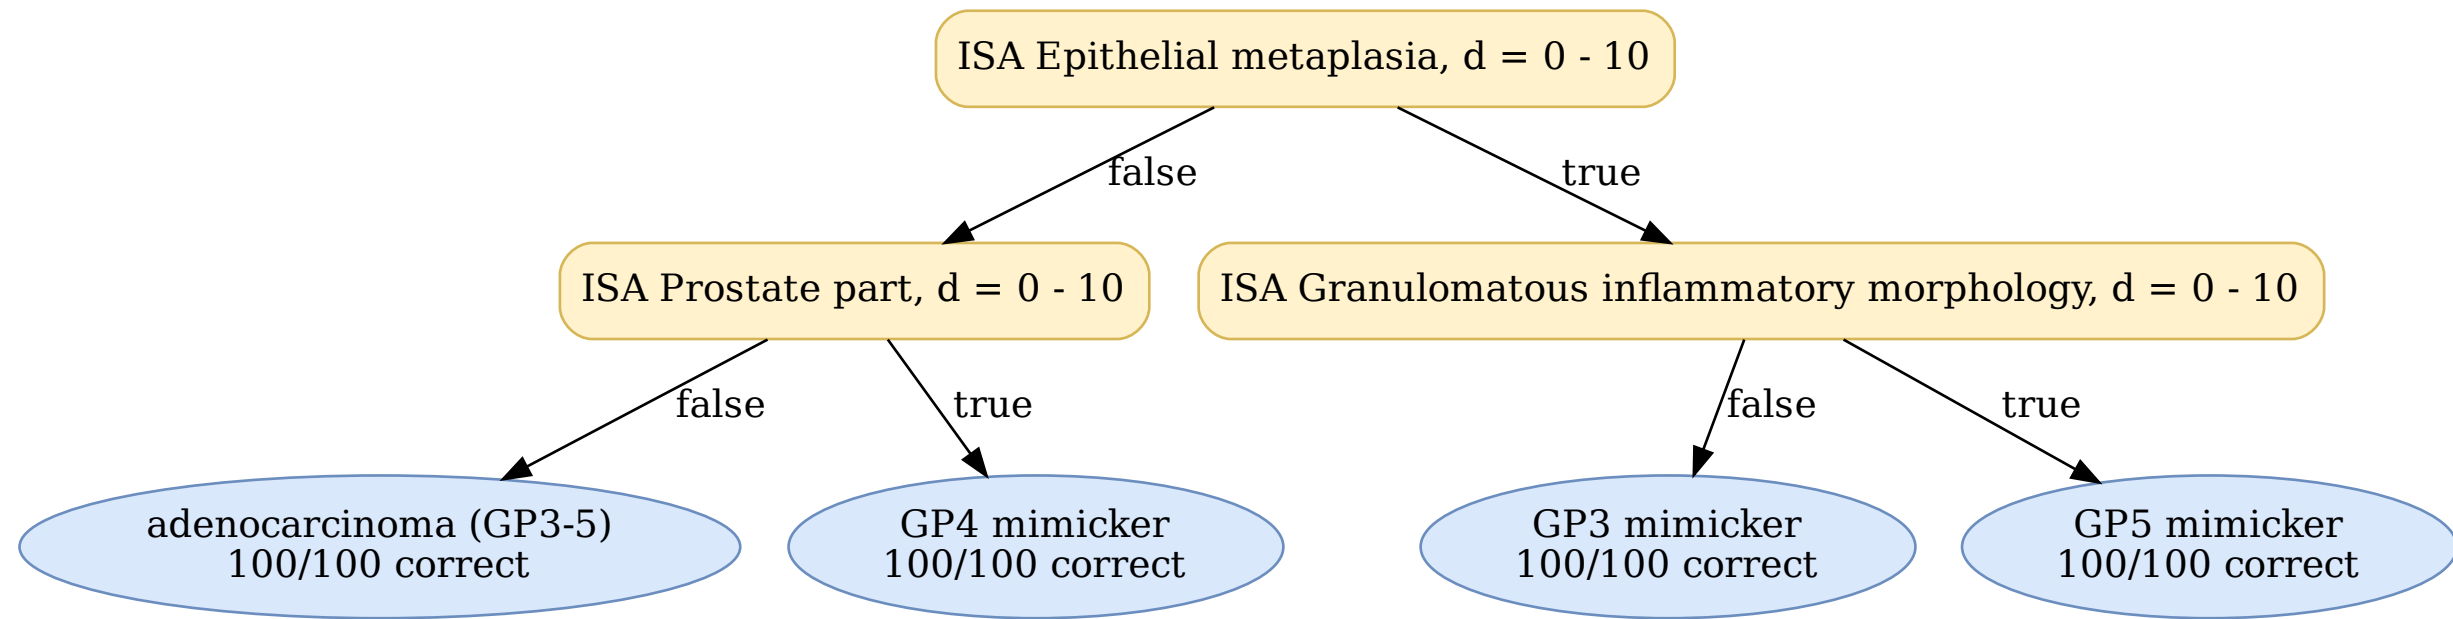 ISA Epithelial metaplasia, d = 0 - 10
false
true
ISA Prostate part, d = 0 - 10
ISA Granulomatous inflammatory morphology, d = 0 - 10
false
true
false
true
adenocarcinoma (GP3-5)
100/100 correct
GP4 mimicker
100/100 correct
GP3 mimicker
100/100 correct
GP5 mimicker
100/100 correct